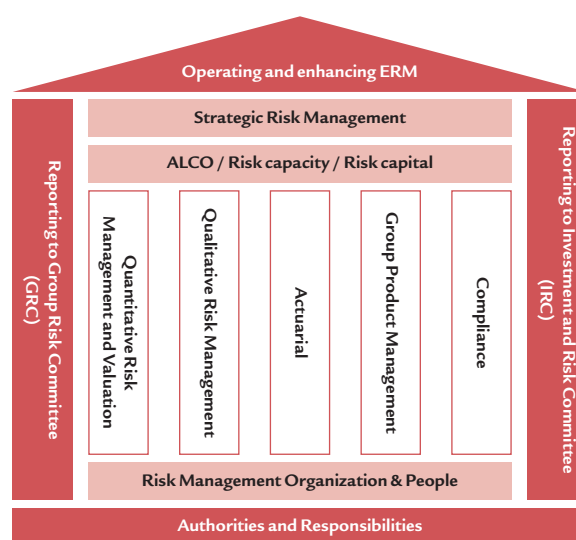 Operating and enhancing ERM
Reporting to Group Risk Committee
(GRC)
Strategic Risk Management
ALCO / Risk capacity / Risk capital
Quantitative Risk
Management and Valuation
Qualitative Risk Management
Actuarial
Group Product Management
Compliance
Reporting to Investment and Risk Committee
(IRC)
Risk Management Organization & People
Authorities and Responsibilities